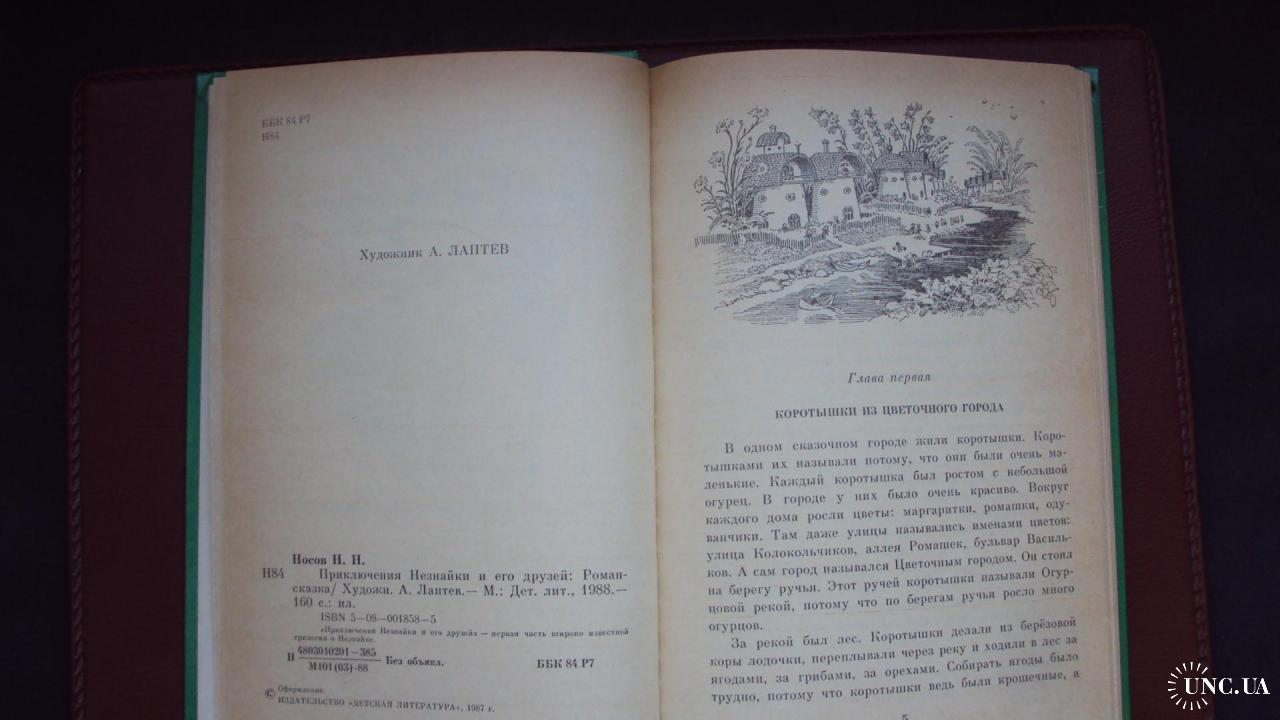 ББК 84 Р7
Н84
Художник А. ЛАПТЕВ
Носов Н. Н.
Н84 Приключения Незнайки и его друзей: Роман-
сказка/ Художн. А. Лаптев.— М.: Дет. лит., 1988.—
160 с.: ил.
ISBN 5—08—001858—5
«Приключения Незнайки и его друзей» — первая часть широко известной
трилогии о Незнайке.
Н 4803010201—385
М101(03)-88 Без объявл. ББК 84 Р7
© Оформление.
ИЗДАТЕЛЬСТВО «ДЕТСКАЯ ЛИТЕРАТУРА», 1987 г.
Глава первая
КОРОТЫШКИ ИЗ ЦВЕТОЧНОГО ГОРОДА
В одном сказочном городе жили коротышки. Коро-
тышками их называли потому, что они были очень ма-
ленькие. Каждый коротышка был ростом с небольшой
огурец. В городе у них было очень красиво. Вокруг
каждого дома росли цветы: маргаритки, ромашки, оду-
ванчики. Там даже улицы назывались именами цветов:
улица Колокольчиков, аллея Ромашек, бульвар Василь-
ков. А сам город назывался Цветочным городом. Он стоял
на берегу ручья. Этот ручей коротышки называли Огур-
цовой рекой, потому что по берегам ручья росло много
огурцов.
За рекой был лес. Коротышки делали из берёзовой
коры лодочки, переплывали через реку и ходили в лес за
ягодами, за грибами, за орехами. Собирать ягоды было
трудно, потому что коротышки ведь были крошечные, а
5
UNC.UA